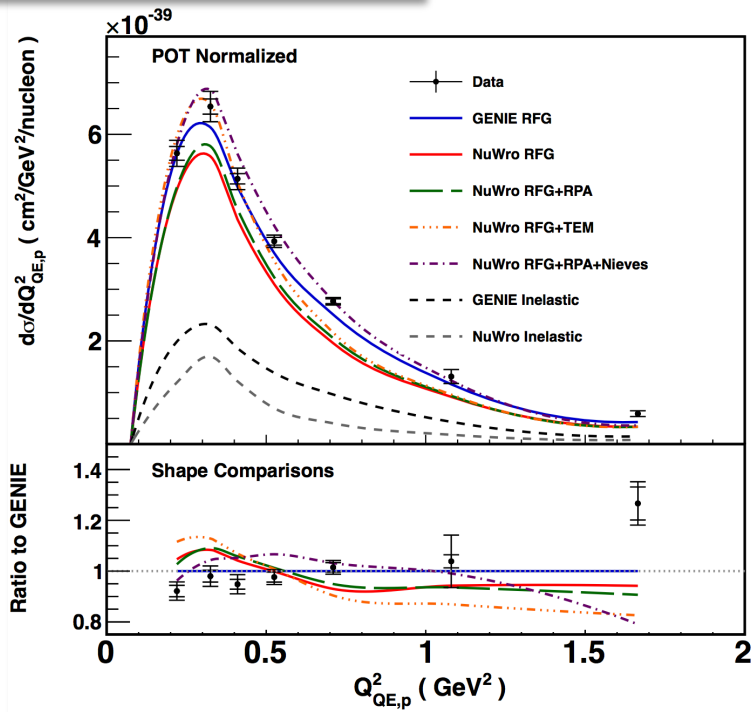 ×10⁻³⁹
POT Normalized
Data
GENIE RFG
NuWro RFG
NuWro RFG+RPA
NuWro RFG+TEM
NuWro RFG+RPA+Nieves
GENIE Inelastic
NuWro Inelastic
dσ/dQ²QE,p ( cm²/GeV²/nucleon )
6
4
2
Shape Comparisons
Ratio to GENIE
1.4
1.2
1
0.8
0 0.5 1 1.5 2
Q²QE,p ( GeV² )